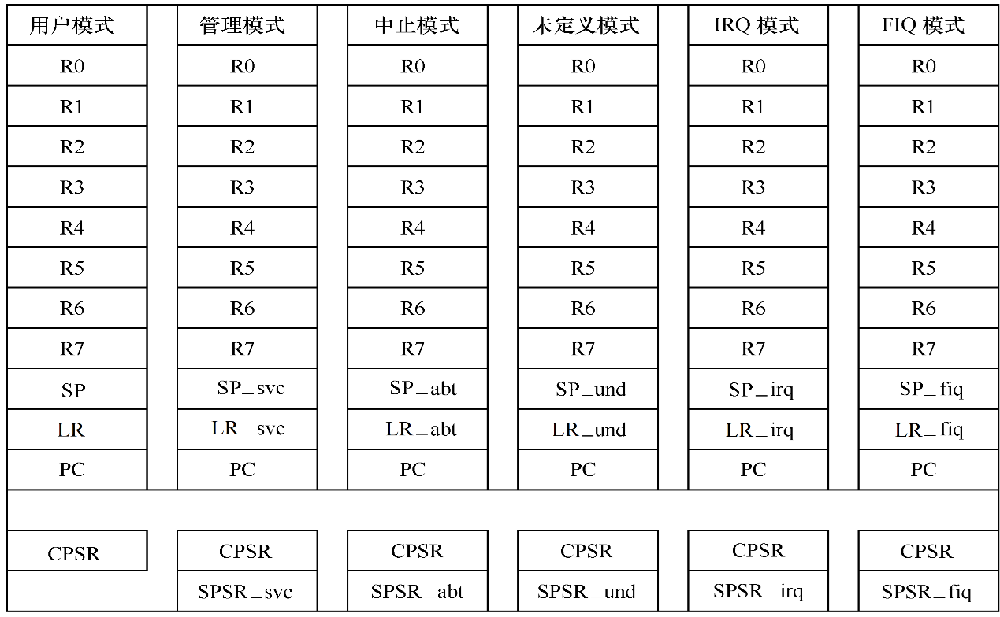 用户模式 管理模式 中止模式 未定义模式 IRQ 模式 FIQ 模式
R0 R0 R0 R0 R0 R0
R1 R1 R1 R1 R1 R1
R2 R2 R2 R2 R2 R2
R3 R3 R3 R3 R3 R3
R4 R4 R4 R4 R4 R4
R5 R5 R5 R5 R5 R5
R6 R6 R6 R6 R6 R6
R7 R7 R7 R7 R7 R7
SP SP_svc SP_abt SP_und SP_irq SP_fiq
LR LR_svc LR_abt LR_und LR_irq LR_fiq
PC PC PC PC PC PC
CPSR CPSR CPSR CPSR CPSR CPSR
SPSR_svc SPSR_abt SPSR_und SPSR_irq SPSR_fiq